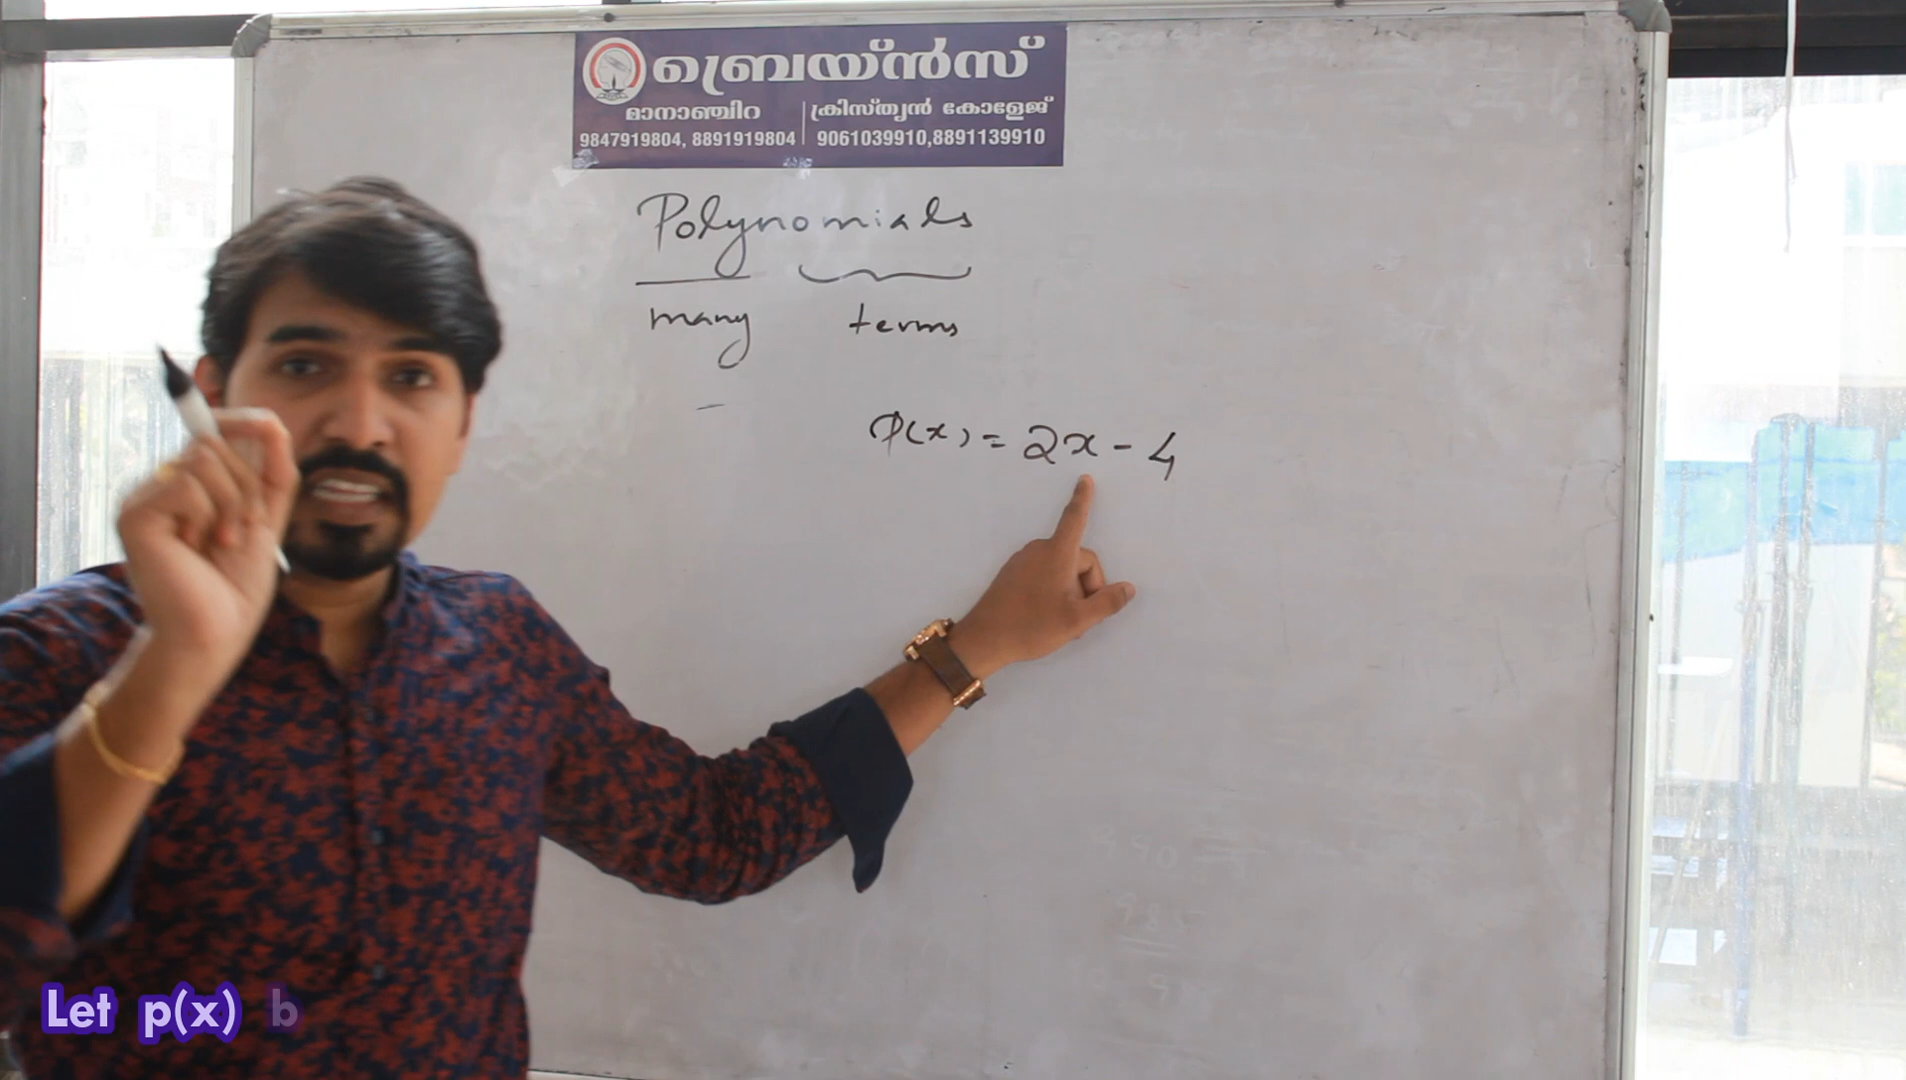 ബ്രെയ്ൻസ്
മാനാഞ്ചിറ
9847919804, 8891919804
ക്രിസ്ത്യൻ കോളേജ്
9061039910,8891139910
Polynomials
many terms
P(x) = 2x - 4
Let p(x) b